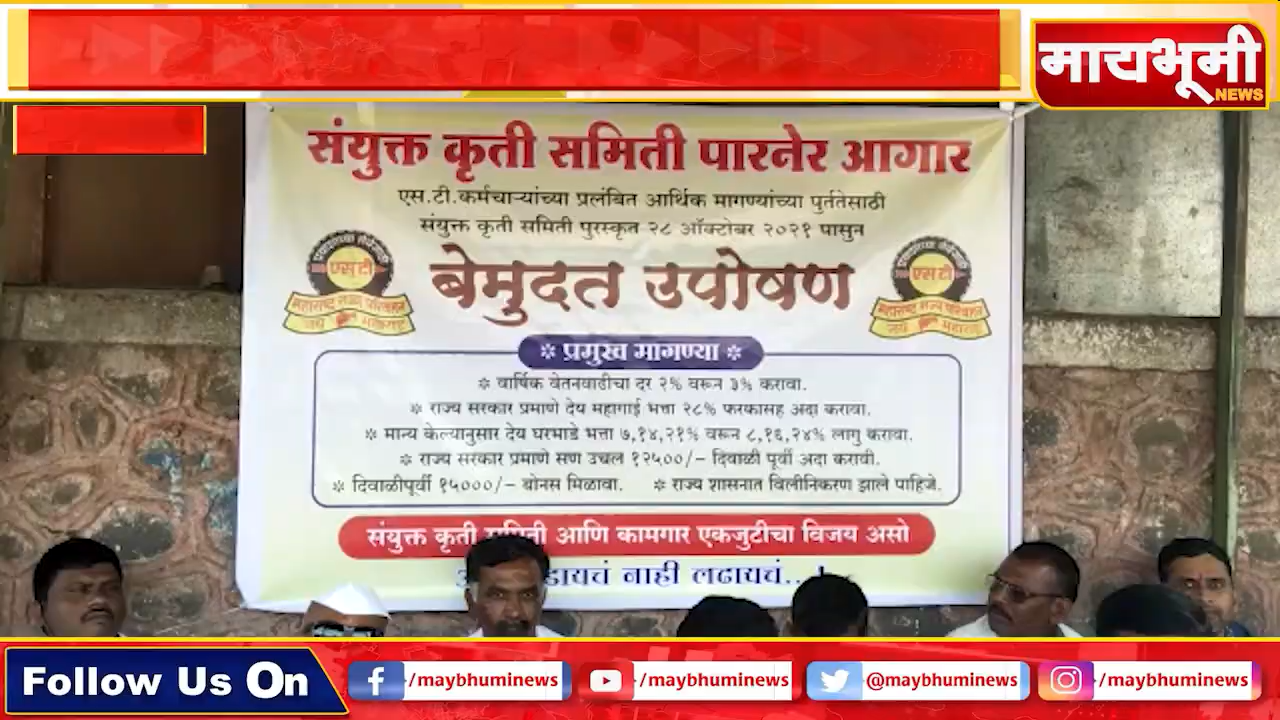 मायभूमी
NEWS
संयुक्त कृती समिती पारनेर आगार
एस.टी.कर्मचाऱ्यांच्या प्रलंबित आर्थिक मागण्यांच्या पुर्ततेसाठी
संयुक्त कृती समिती पुरस्कृत २८ ऑक्टोबर २०२१ पासुन
बेमुदत उपोषण
एस टी
एस टी
प्रमुख मागण्या
वार्षिक वेतनवाढीचा दर २% वरून ३% करावा.
राज्य सरकार प्रमाणे देय महागाई भत्ता २८% फरकासह अदा करावा.
मान्य केल्यानुसार देय घरभाडे भत्ता ७,१४,२१% वरून ८,१६,२४% लागु करावा.
राज्य सरकार प्रमाणे सण उचल १२५००/- दिवाळी पूर्वी अदा करावी.
दिवाळीपूर्वी १५०००/- बोनस मिळावा. राज्य शासनात विलीनिकरण झाले पाहिजे.
संयुक्त कृती समिती आणि कामगार एकजुटीचा विजय असो
नाही लढायचं..
Follow Us On
/maybhuminews
/maybhuminews
@maybhuminews
/maybhuminews